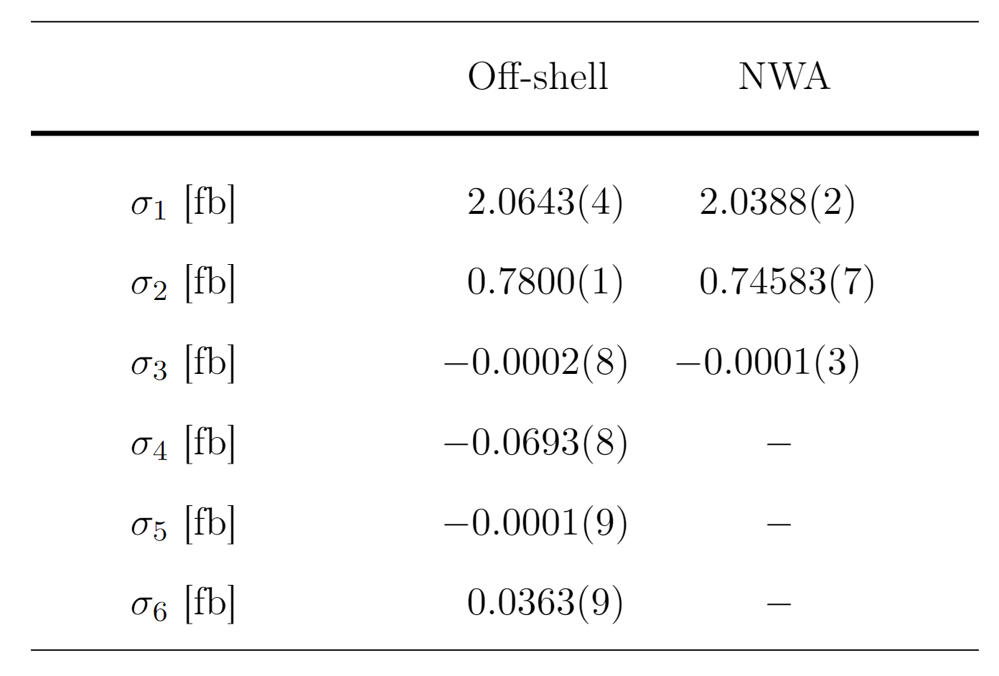 Off-shell NWA
σ₁ [fb] 2.0643(4) 2.0388(2)
σ₂ [fb] 0.7800(1) 0.74583(7)
σ₃ [fb] −0.0002(8) −0.0001(3)
σ₄ [fb] −0.0693(8) −
σ₅ [fb] −0.0001(9) −
σ₆ [fb] 0.0363(9) −